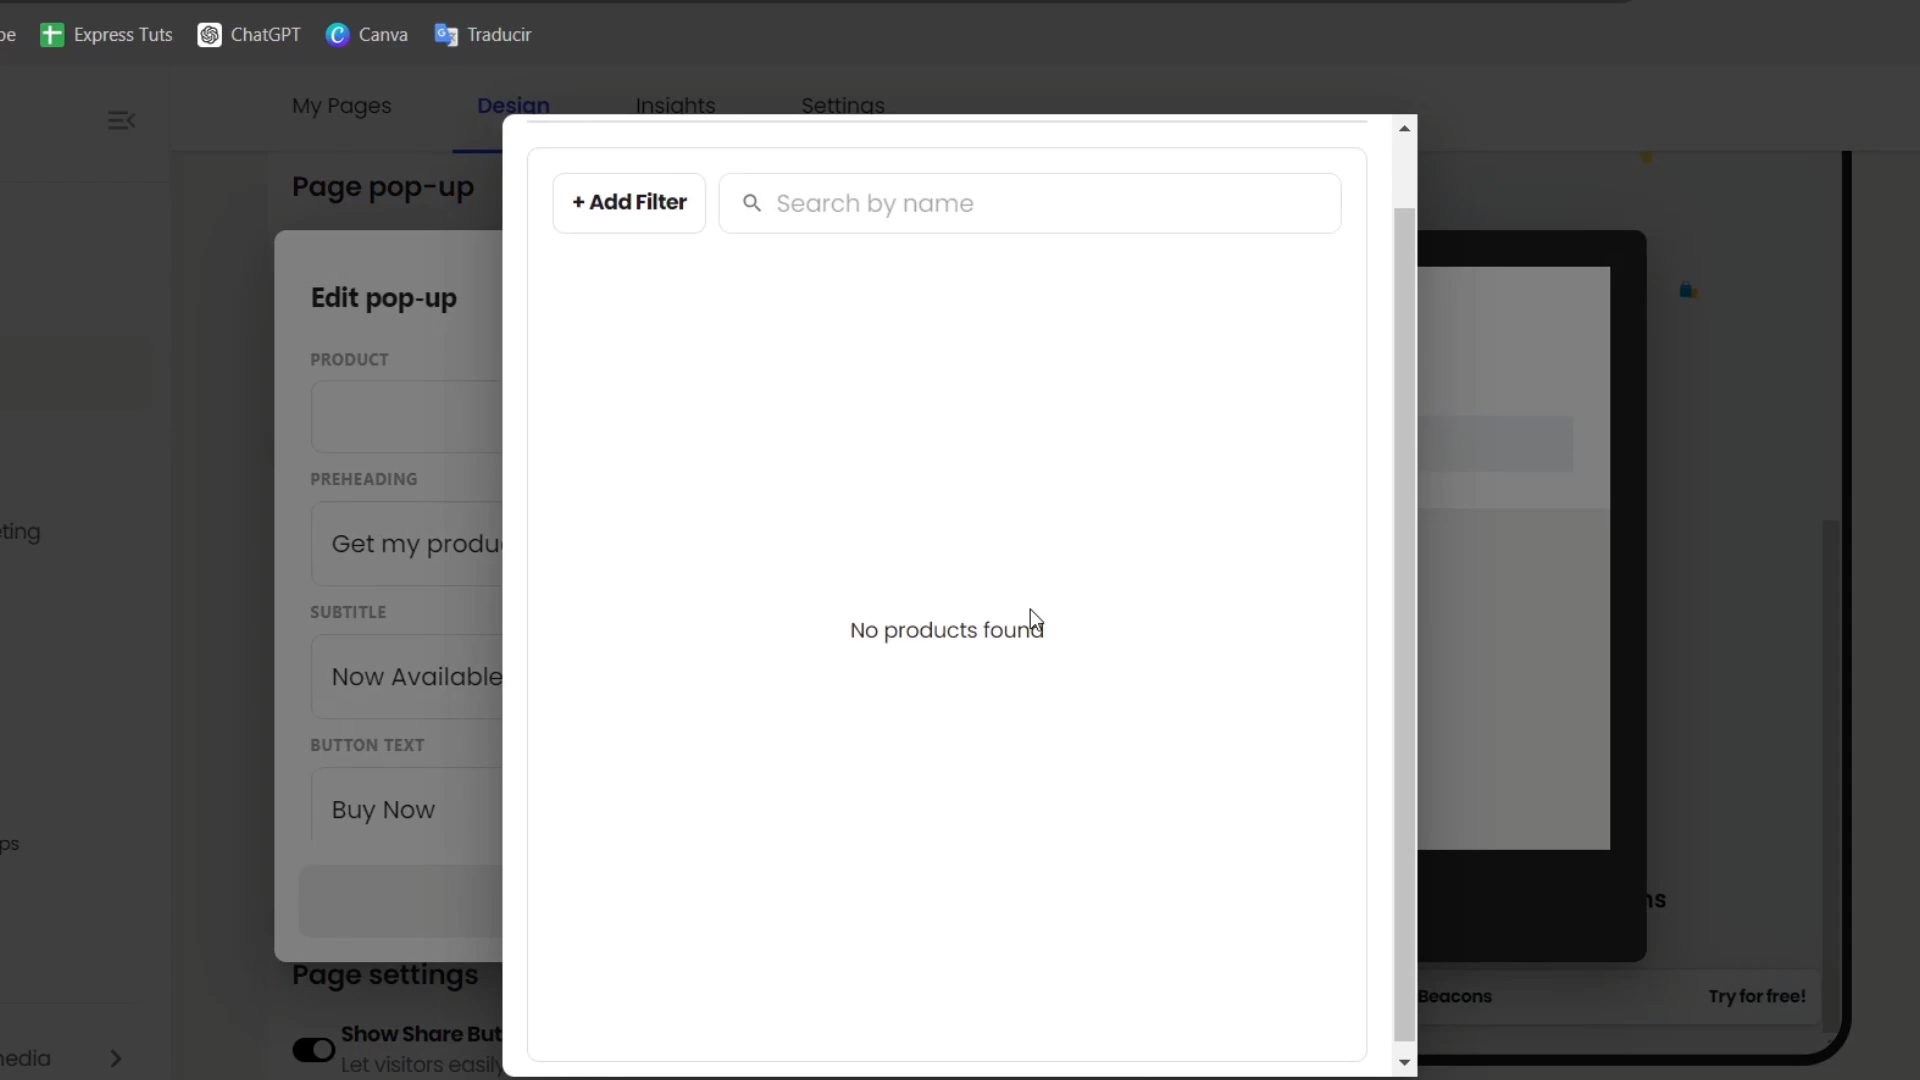 Express Tuts
ChatGPT
Canva
Traducir
My Pages
Design
Insights
Settings
Page pop-up
+ Add Filter
Search by name
Edit pop-up
PRODUCT
PREHEADING
Get my produ
SUBTITLE
Now Available
BUTTON TEXT
Buy Now
No products found
Page settings
Show Share But
Let visitors easily
Beacons
Try for free!